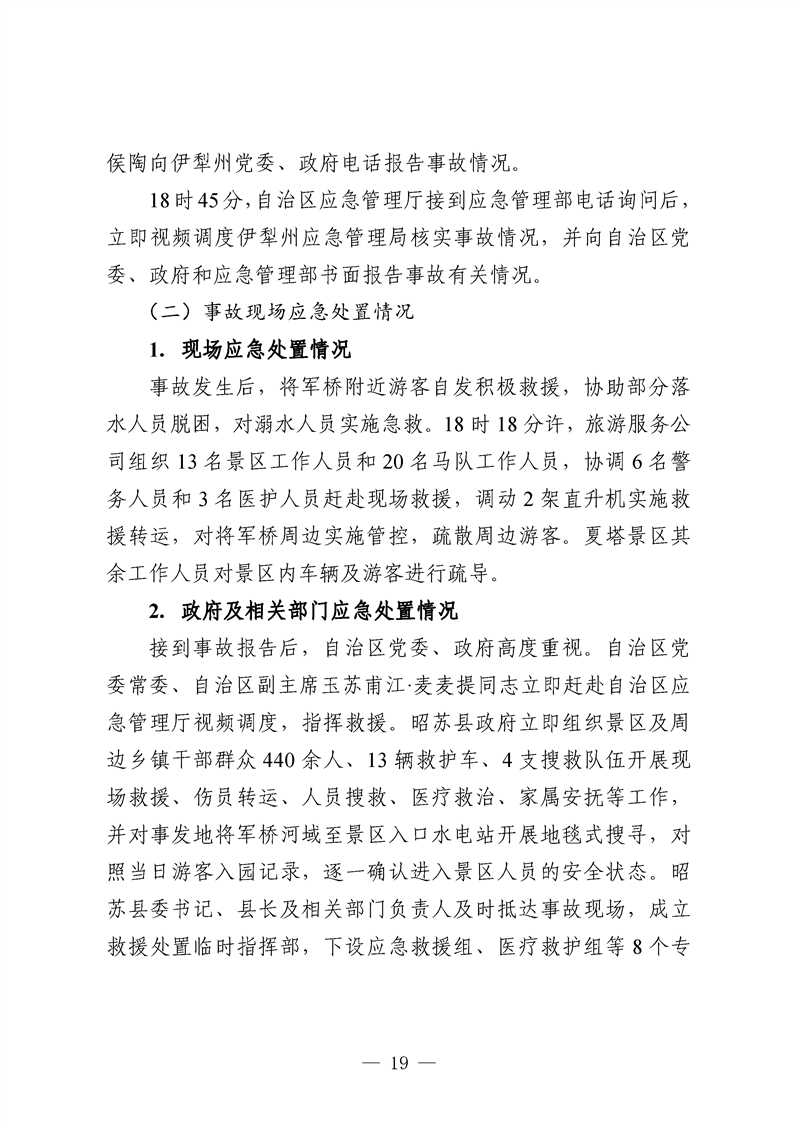 侯陶向伊犁州党委、政府电话报告事故情况。
18时45分，自治区应急管理厅接到应急管理部电话询问后，
立即视频调度伊犁州应急管理局核实事故情况，并向自治区党
委、政府和应急管理部书面报告事故有关情况。
（二）事故现场应急处置情况
1. 现场应急处置情况
事故发生后，将军桥附近游客自发积极救援，协助部分落
水人员脱困，对溺水人员实施急救。18 时 18 分许，旅游服务公
司组织 13 名景区工作人员和 20 名马队工作人员，协调 6 名警
务人员和 3 名医护人员赶赴现场救援，调动 2 架直升机实施救
援转运，对将军桥周边实施管控，疏散周边游客。夏塔景区其
余工作人员对景区内车辆及游客进行疏导。
2. 政府及相关部门应急处置情况
接到事故报告后，自治区党委、政府高度重视。自治区党
委常委、自治区副主席玉苏甫江·麦麦提同志立即赶赴自治区应
急管理厅视频调度，指挥救援。昭苏县政府立即组织景区及周
边乡镇干部群众 440 余人、13 辆救护车、4 支搜救队伍开展现
场救援、伤员转运、人员搜救、医疗救治、家属安抚等工作，
并对事发地将军桥河域至景区入口水电站开展地毯式搜寻，对
照当日游客入园记录，逐一确认进入景区人员的安全状态。昭
苏县委书记、县长及相关部门负责人及时抵达事故现场，成立
救援处置临时指挥部，下设应急救援组、医疗救护组等 8 个专
— 19 —